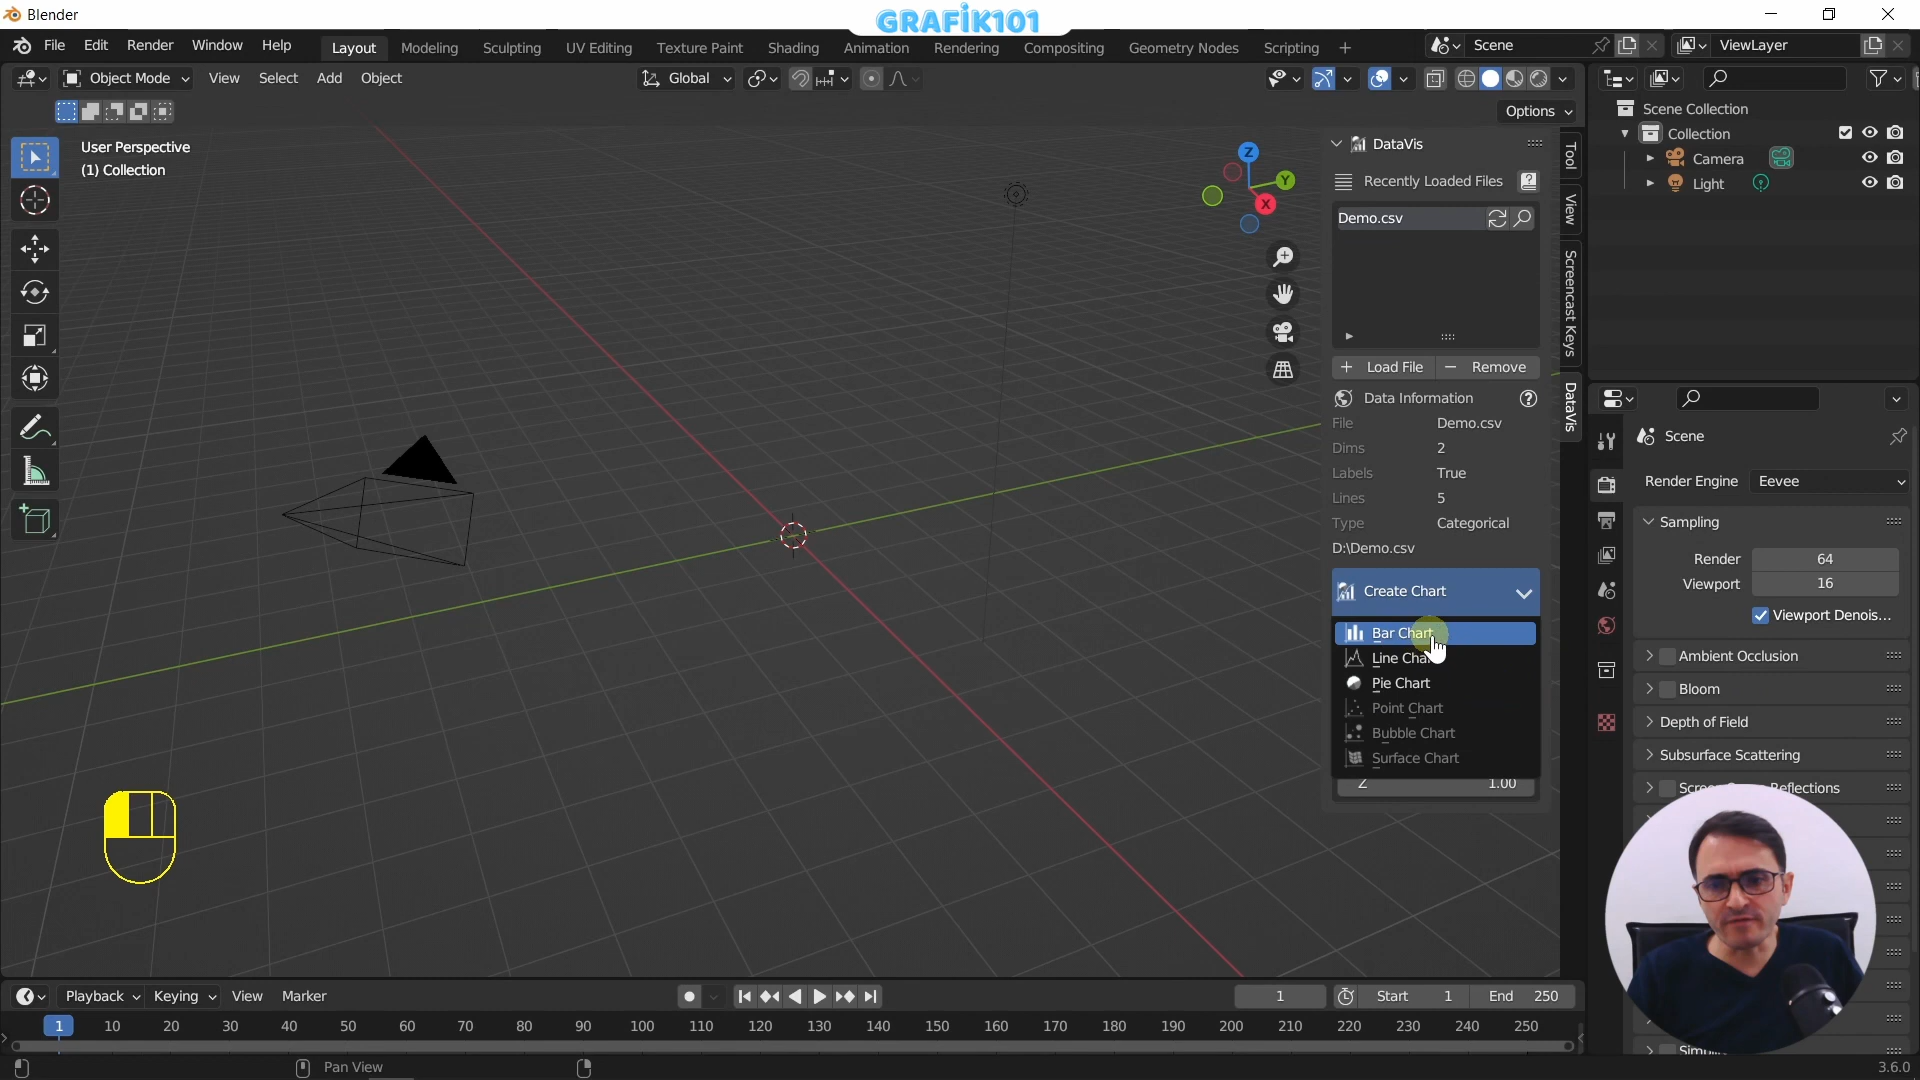 Blender
GRAFİK101
File Edit Render Window Help
Layout Modeling Sculpting UV Editing Texture Paint Shading Animation Rendering Compositing Geometry Nodes Scripting +
Scene
ViewLayer
Object Mode View Select Add Object
Global
Options
User Perspective
(1) Collection
Z
Y
X
DataVis
Recently Loaded Files
Demo.csv
+ Load File
− Remove
Data Information
File Demo.csv
Dims 2
Labels True
Lines 5
Type Categorical
D:\Demo.csv
Create Chart
Bar Chart
Line Char
Pie Chart
Point Chart
Bubble Chart
Surface Chart
Z 1.00
Tool
View
Screencast Keys
DataVis
Scene Collection
Collection
Camera
Light
Scene
Render Engine Eevee
Sampling
Render 64
Viewport 16
Viewport Denois...
Ambient Occlusion
Bloom
Depth of Field
Subsurface Scattering
Playback Keying View Marker
1
Start 1
End 250
1 10 20 30 40 50 60 70 80 90 100 110 120 130 140 150 160 170 180 190 200 210 220 230 240 250
Pan View
3.6.0